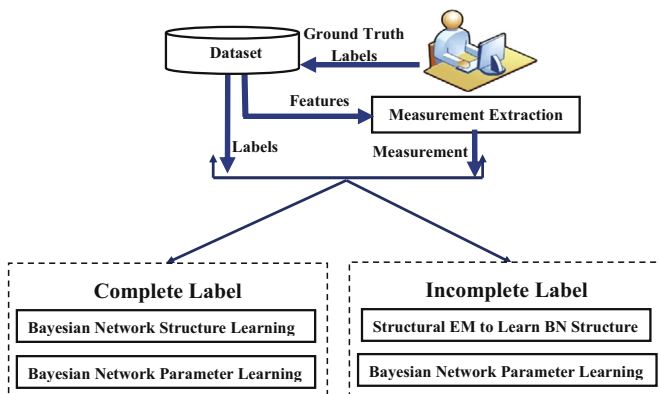 Ground Truth
Labels
Dataset
Features
Measurement Extraction
Labels
Measurement
Complete Label
Bayesian Network Structure Learning
Bayesian Network Parameter Learning
Incomplete Label
Structural EM to Learn BN Structure
Bayesian Network Parameter Learning